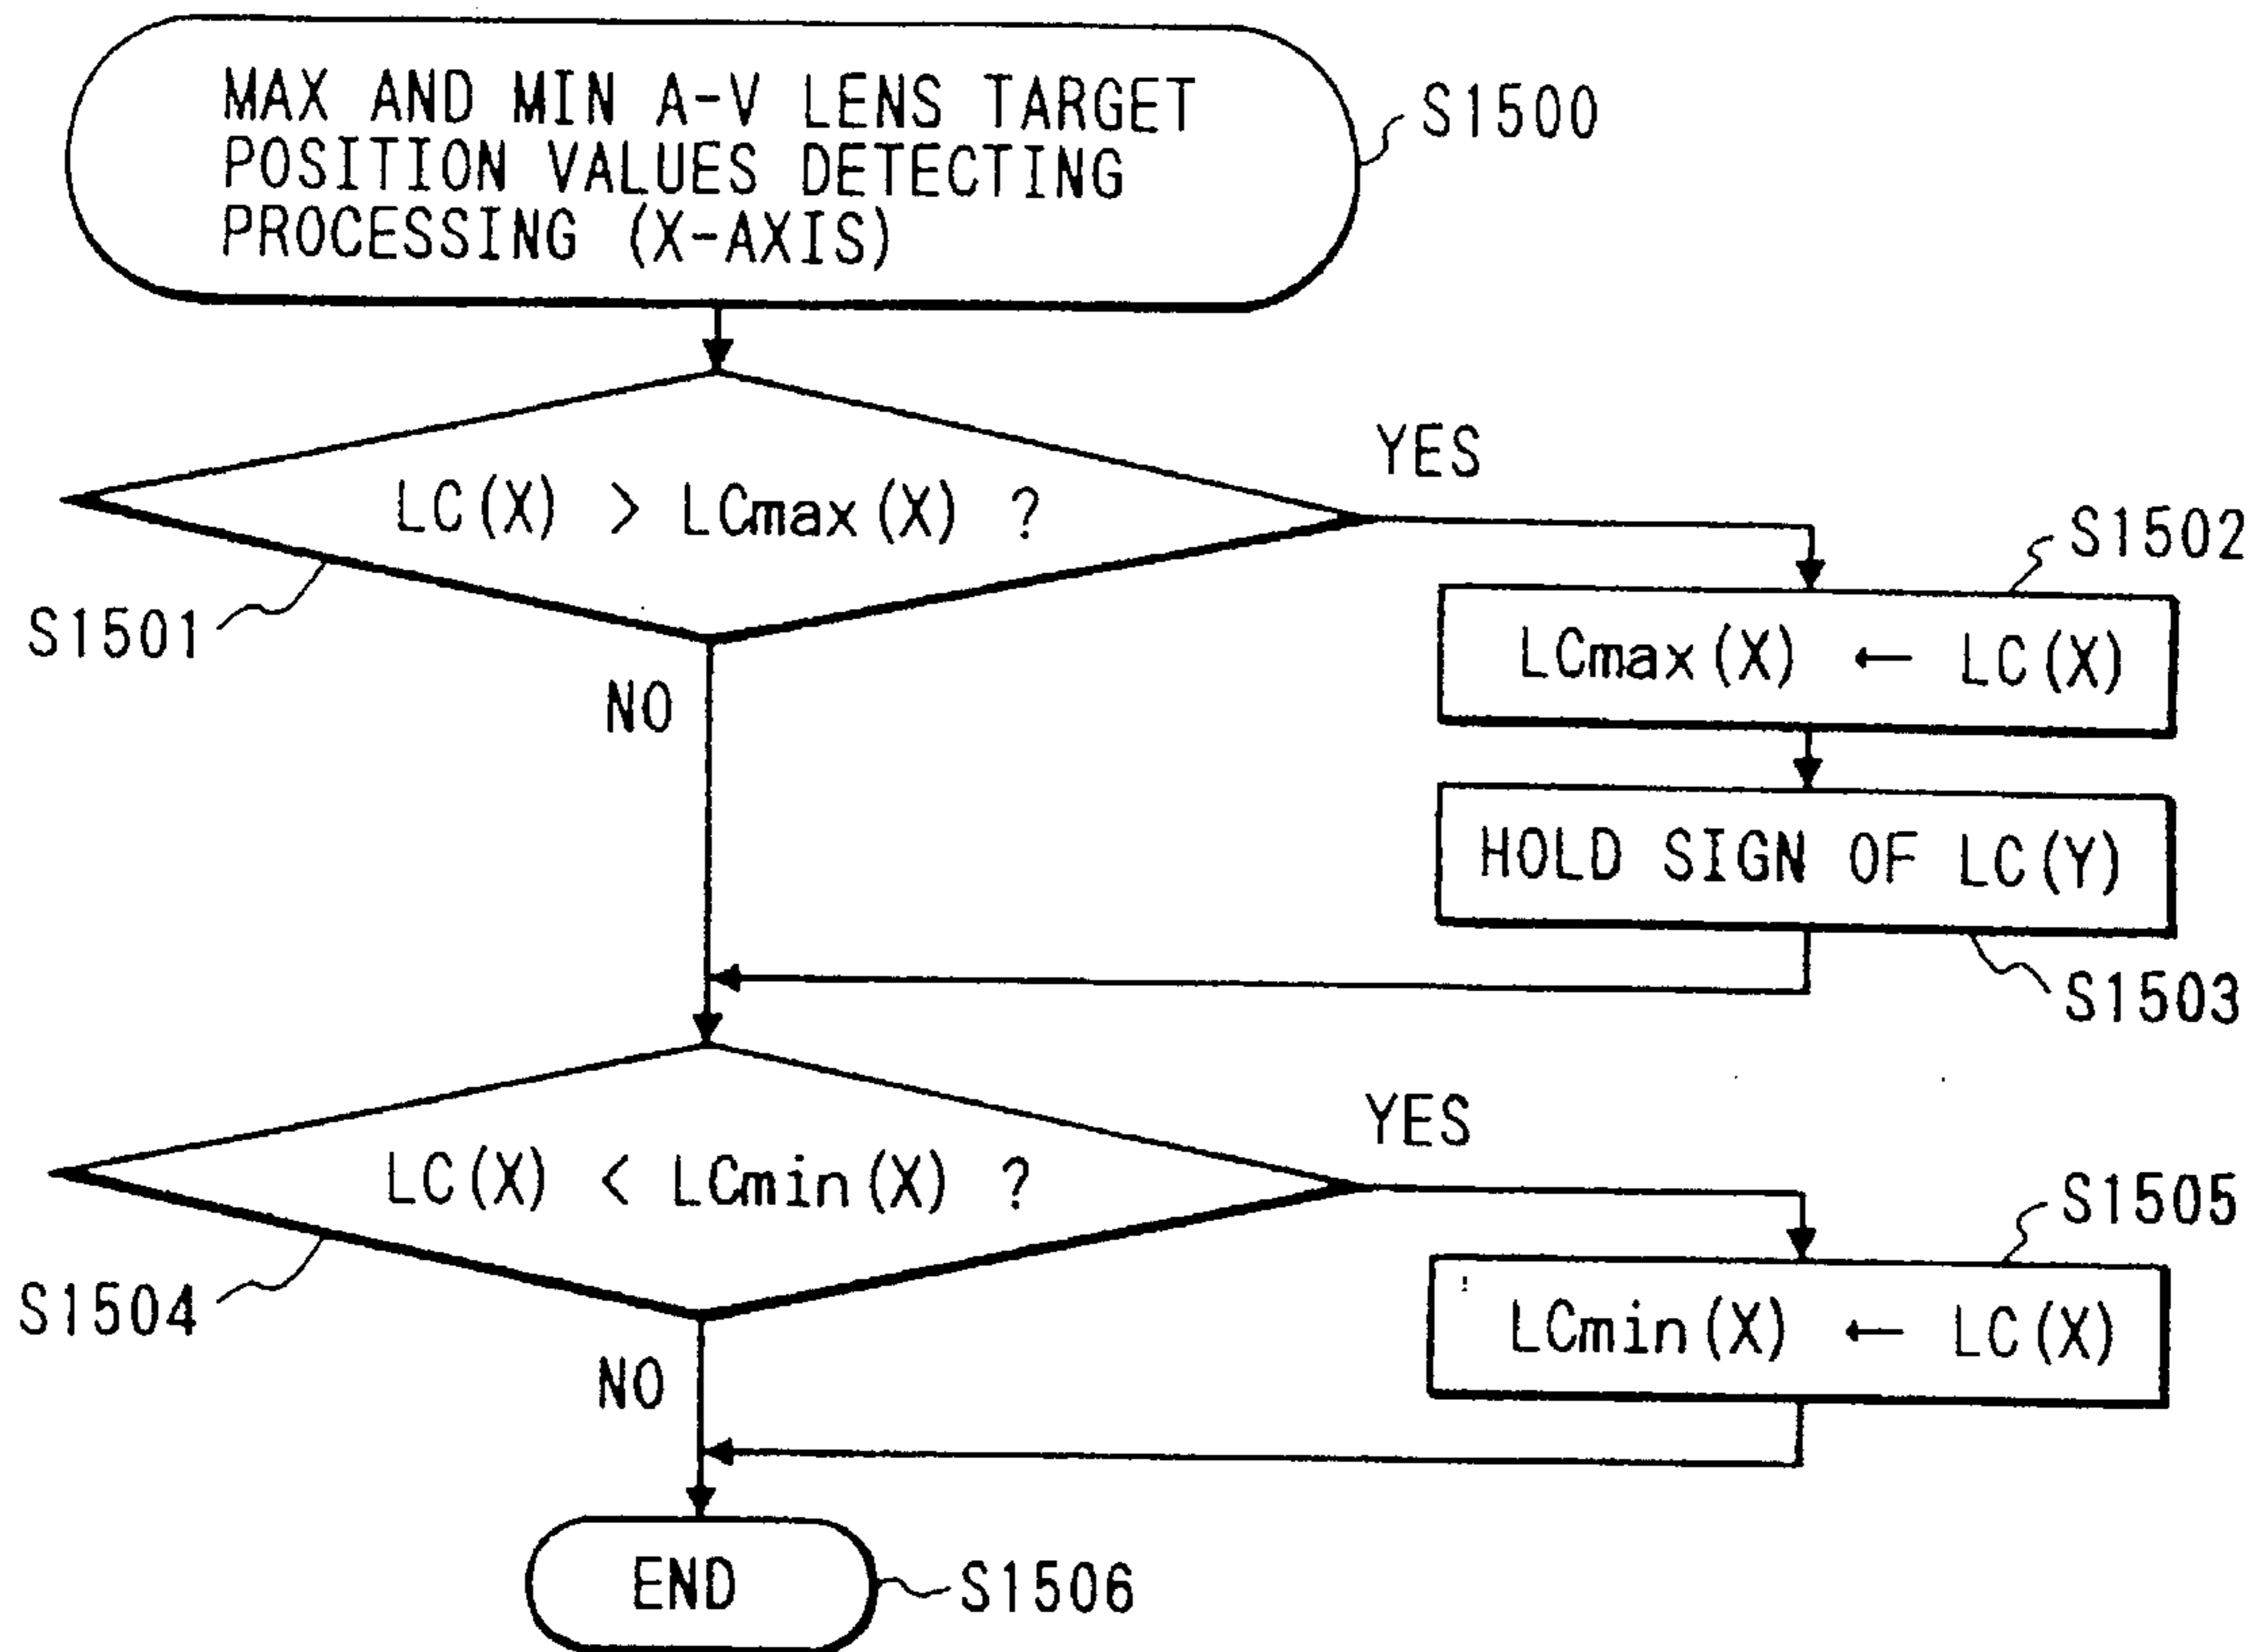 MAX AND MIN A-V LENS TARGET
POSITION VALUES DETECTING
PROCESSING (X-AXIS)
S1500
LC(X) > LCmax(X) ?
YES
S1501
NO
S1502
LCmax(X) ← LC(X)
HOLD SIGN OF LC(Y)
S1503
LC(X) < LCmin(X) ?
YES
S1504
NO
S1505
LCmin(X) ← LC(X)
END
S1506